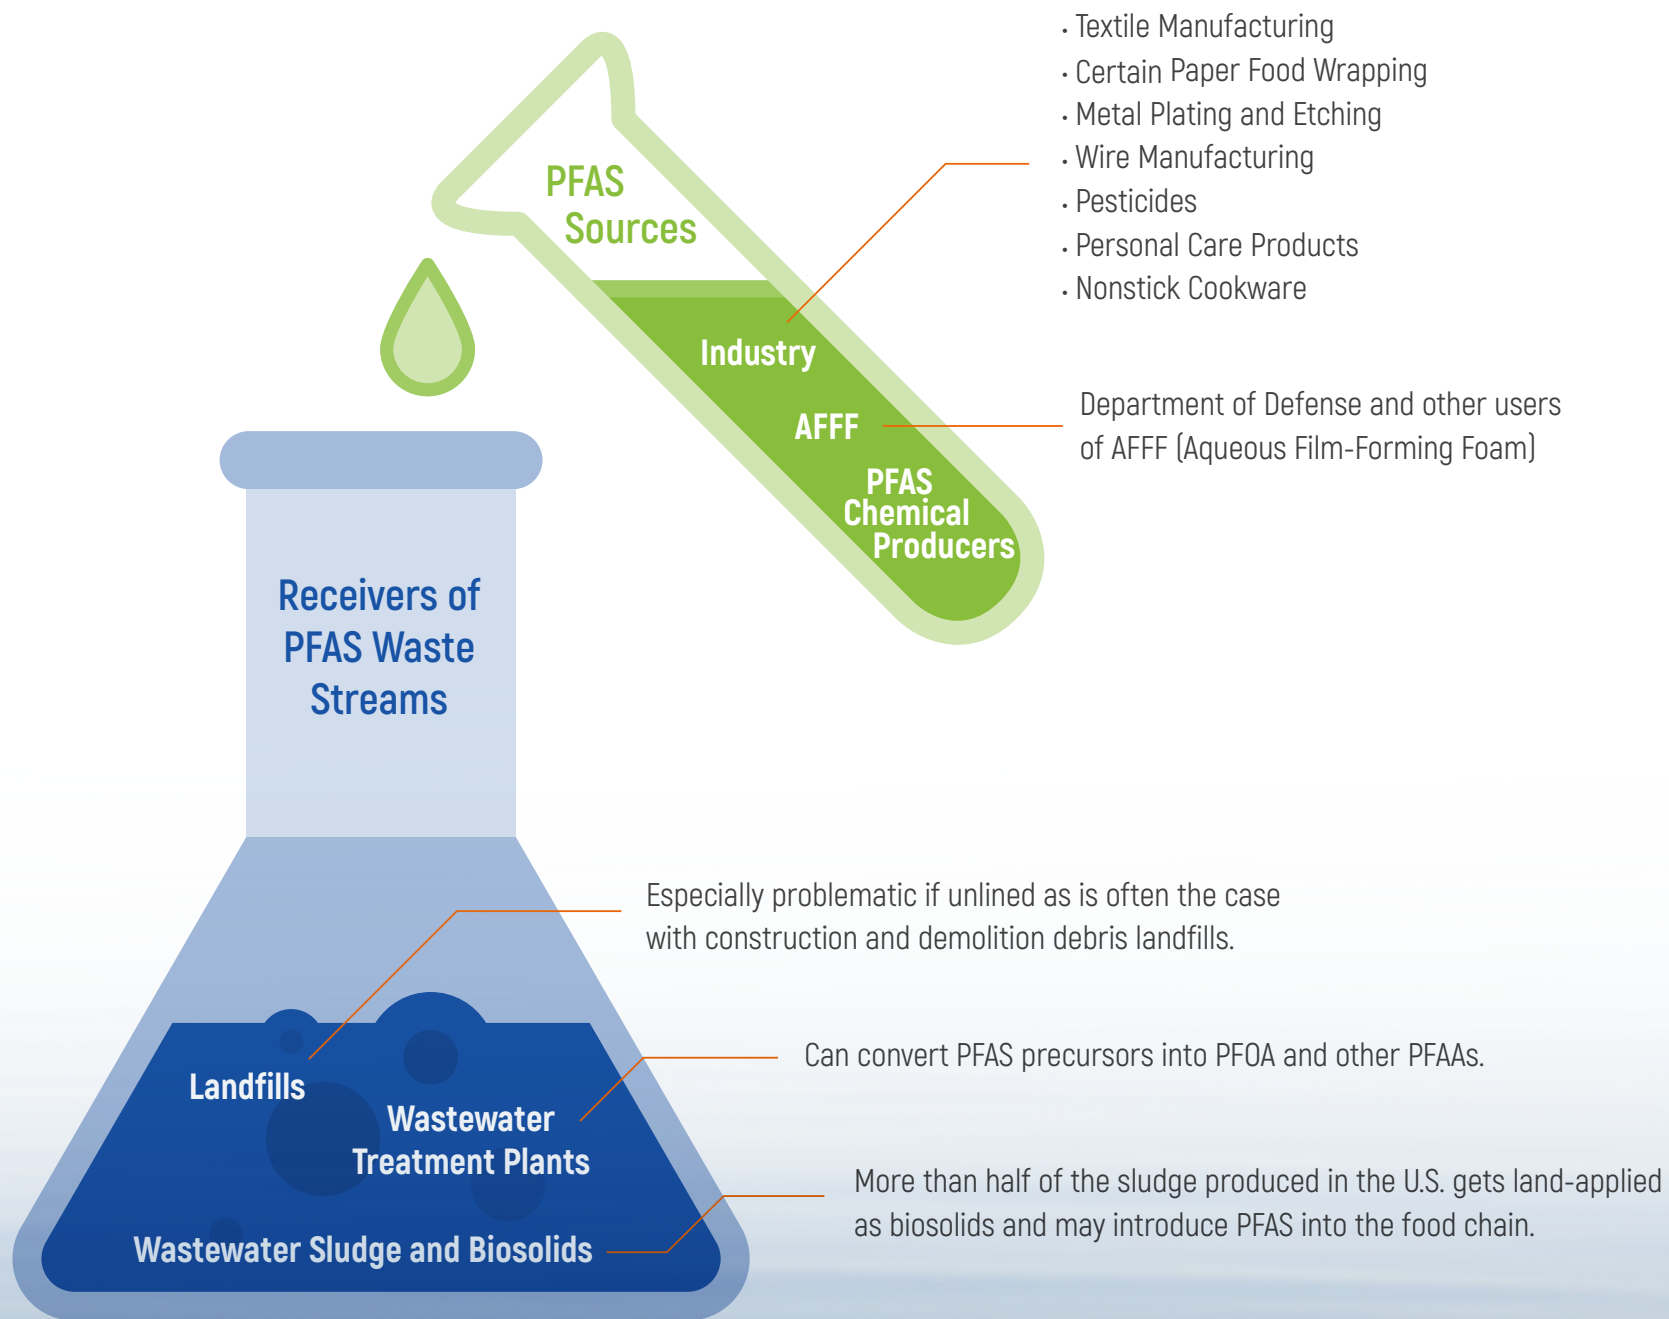 PFAS
Sources
Industry
AFFF
PFAS
Chemical
Producers
· Textile Manufacturing
· Certain Paper Food Wrapping
· Metal Plating and Etching
· Wire Manufacturing
· Pesticides
· Personal Care Products
· Nonstick Cookware
Department of Defense and other users
of AFFF (Aqueous Film-Forming Foam)
Receivers of
PFAS Waste
Streams
Landfills
Especially problematic if unlined as is often the case
with construction and demolition debris landfills.
Wastewater
Treatment Plants
Can convert PFAS precursors into PFOA and other PFAAs.
Wastewater Sludge and Biosolids
More than half of the sludge produced in the U.S. gets land-applied
as biosolids and may introduce PFAS into the food chain.